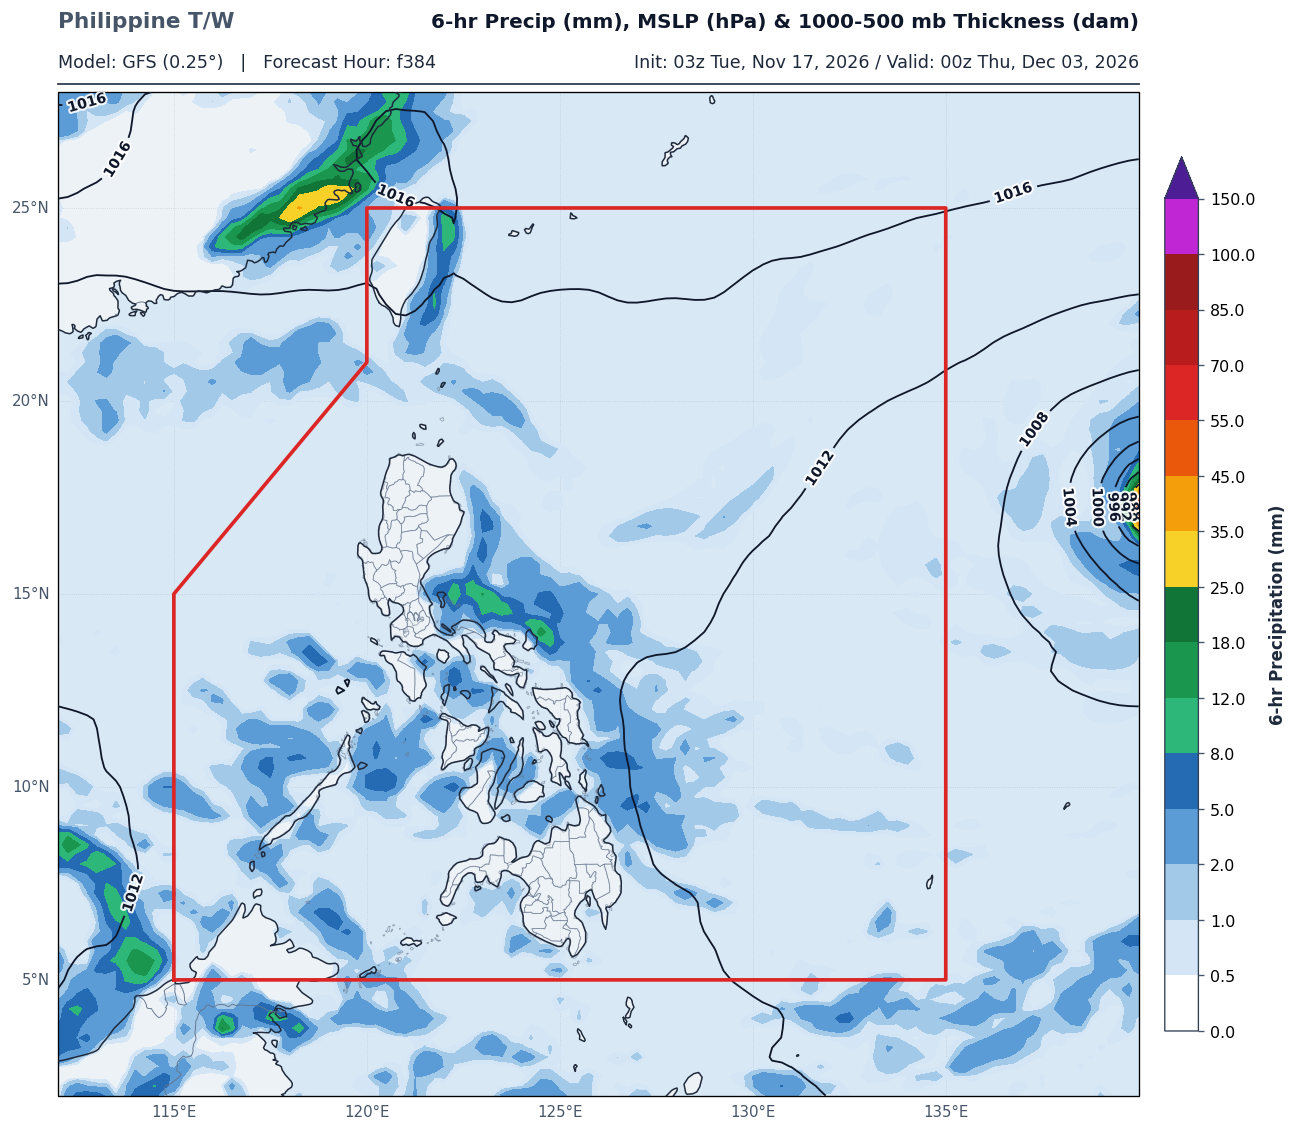 Philippine T/W
6-hr Precip (mm), MSLP (hPa) & 1000-500 mb Thickness (dam)
Model: GFS (0.25°) | Forecast Hour: f384
Init: 03z Tue, Nov 17, 2026 / Valid: 00z Thu, Dec 03, 2026
1016
1016
1016
1016
1012
1008
1004
1000
996
992
988
1012
25°N
20°N
15°N
10°N
5°N
115°E
120°E
125°E
130°E
135°E
150.0
100.0
85.0
70.0
55.0
45.0
35.0
25.0
18.0
12.0
8.0
5.0
2.0
1.0
0.5
0.0
6-hr Precipitation (mm)